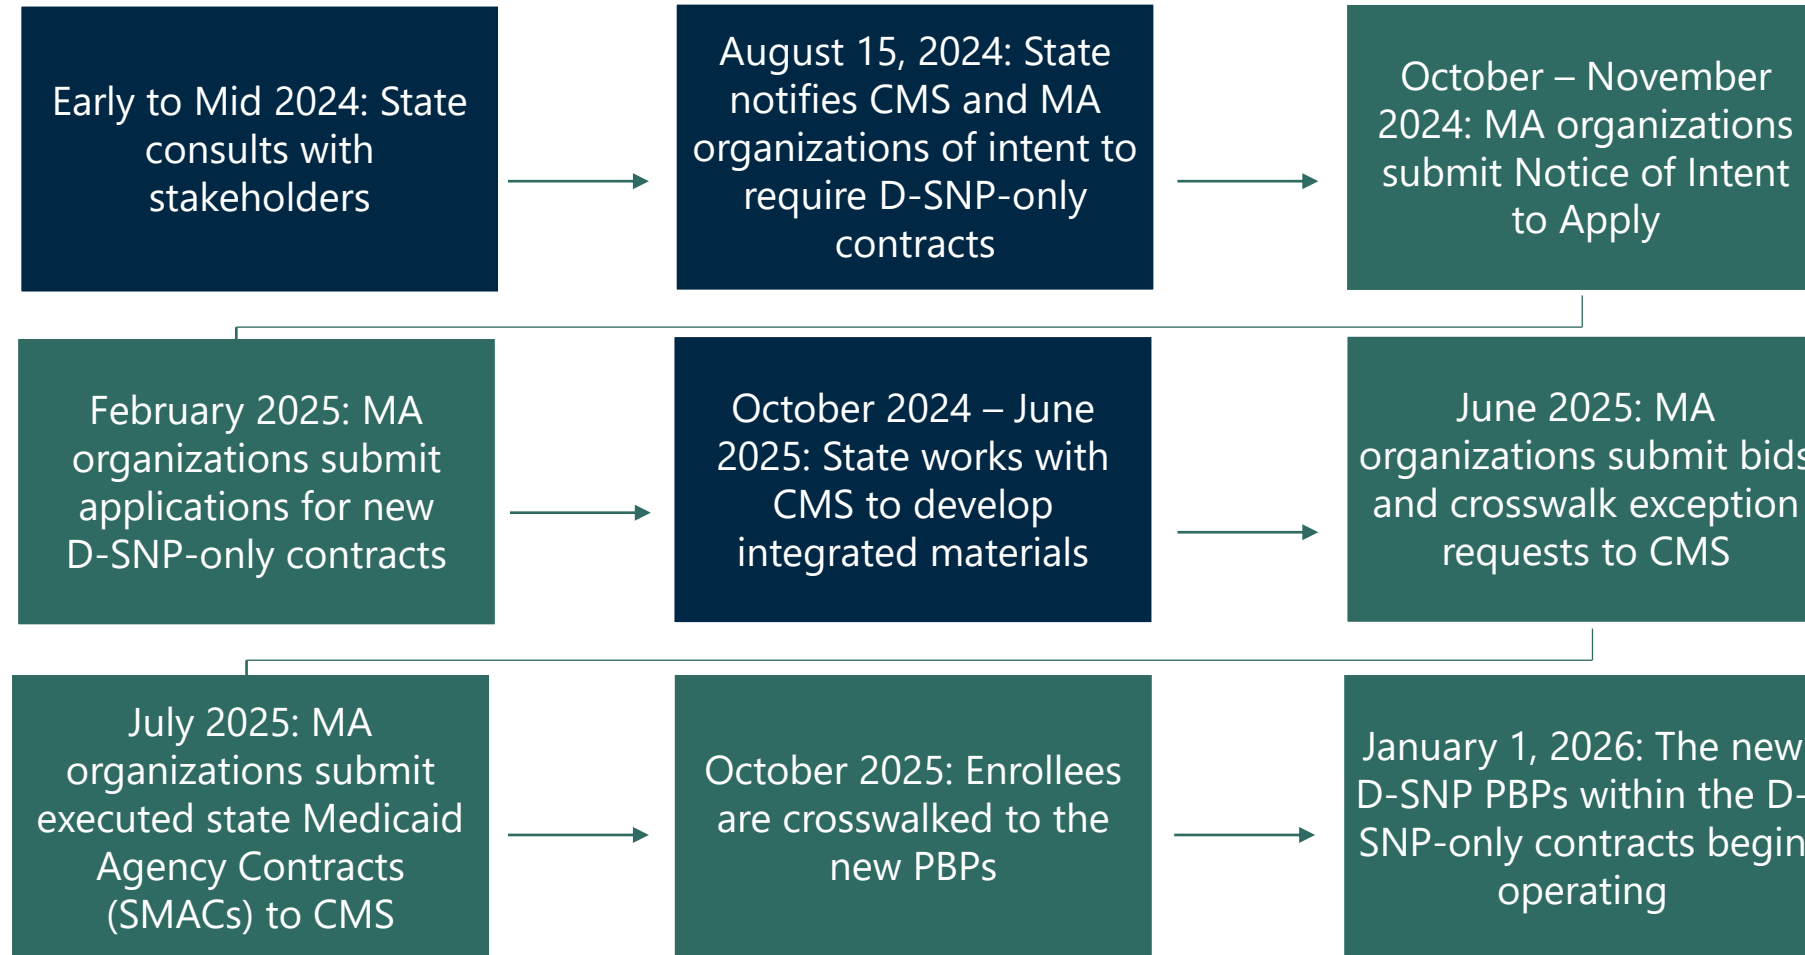 Early to Mid 2024: State
consults with
stakeholders
August 15, 2024: State
notifies CMS and MA
organizations of intent to
require D-SNP-only
contracts
October – November
2024: MA organizations
submit Notice of Intent
to Apply
February 2025: MA
organizations submit
applications for new
D-SNP-only contracts
October 2024 – June
2025: State works with
CMS to develop
integrated materials
June 2025: MA
organizations submit bids
and crosswalk exception
requests to CMS
July 2025: MA
organizations submit
executed state Medicaid
Agency Contracts
(SMACs) to CMS
October 2025: Enrollees
are crosswalked to the
new PBPs
January 1, 2026: The new
D-SNP PBPs within the D-
SNP-only contracts begin
operating